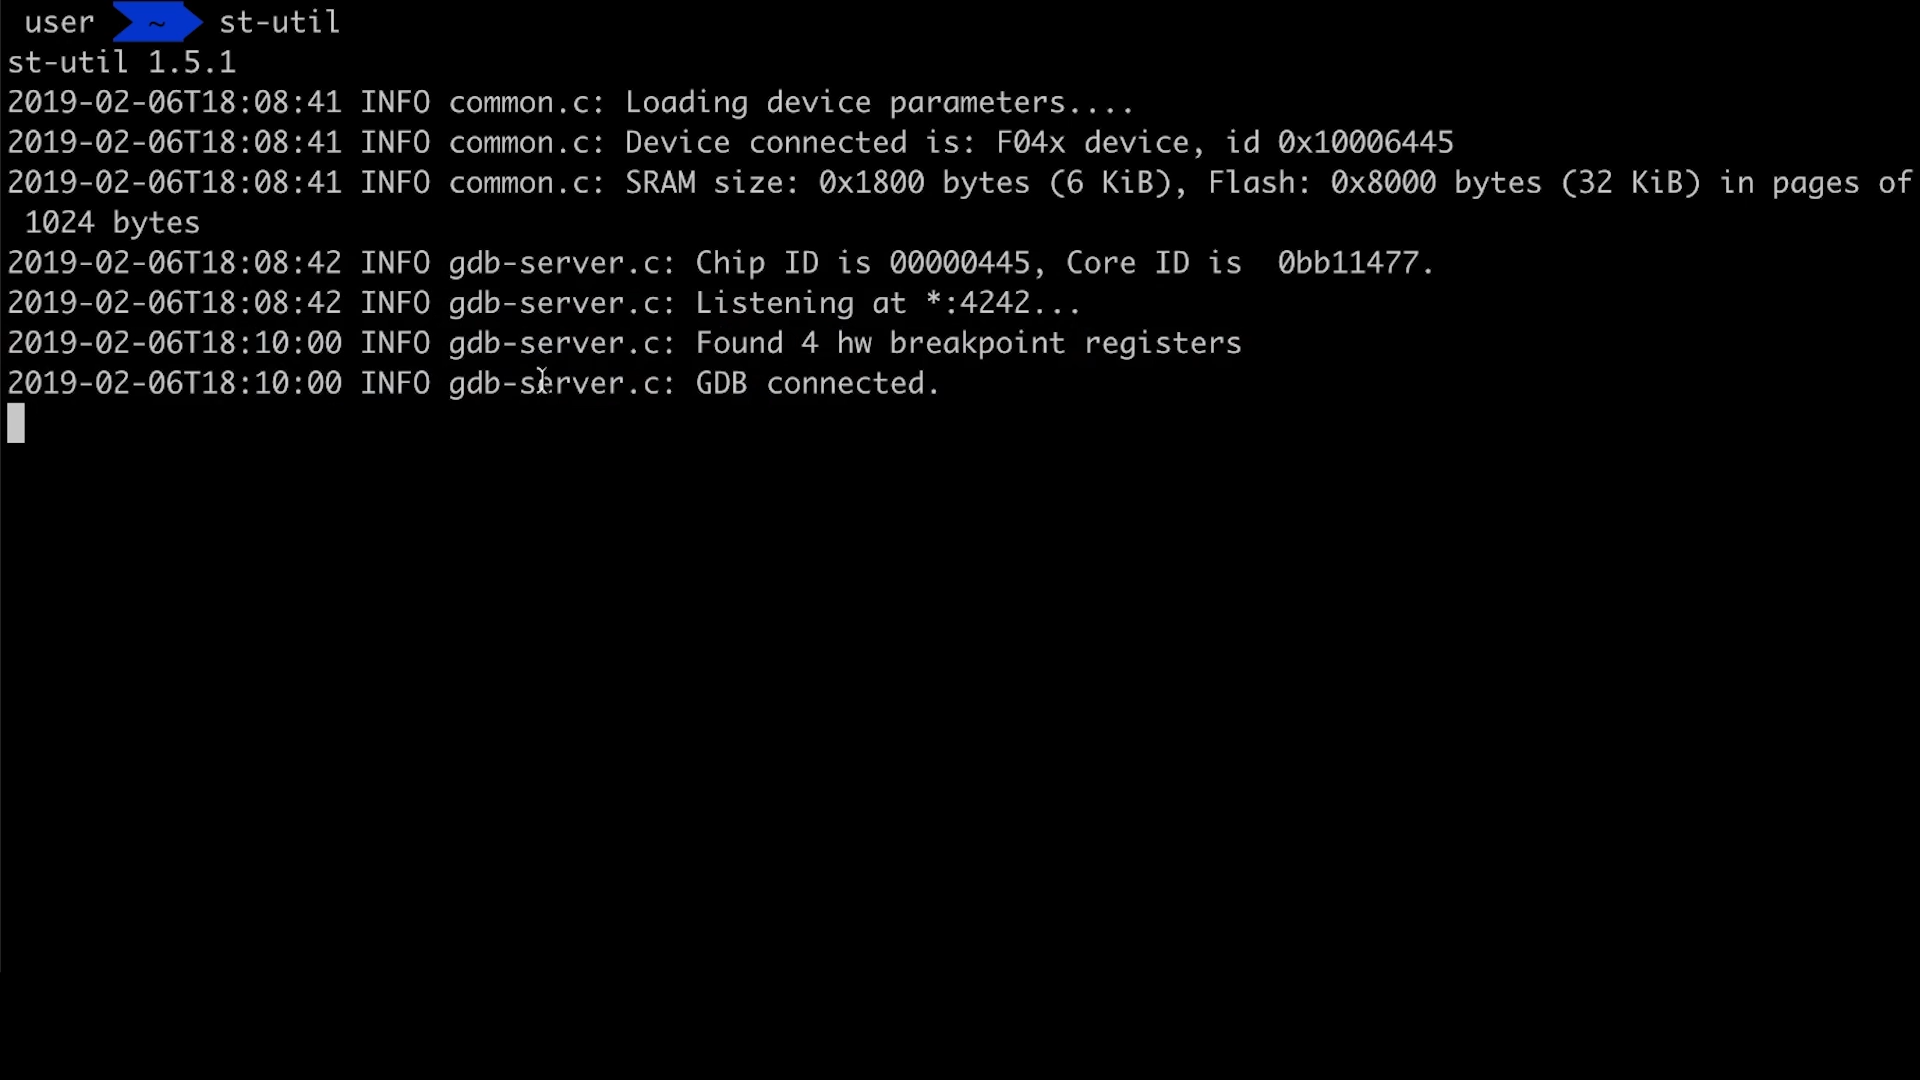 user ~ st-util
st-util 1.5.1
2019-02-06T18:08:41 INFO common.c: Loading device parameters....
2019-02-06T18:08:41 INFO common.c: Device connected is: F04x device, id 0x10006445
2019-02-06T18:08:41 INFO common.c: SRAM size: 0x1800 bytes (6 KiB), Flash: 0x8000 bytes (32 KiB) in pages of
1024 bytes
2019-02-06T18:08:42 INFO gdb-server.c: Chip ID is 00000445, Core ID is  0bb11477.
2019-02-06T18:08:42 INFO gdb-server.c: Listening at *:4242...
2019-02-06T18:10:00 INFO gdb-server.c: Found 4 hw breakpoint registers
2019-02-06T18:10:00 INFO gdb-server.c: GDB connected.